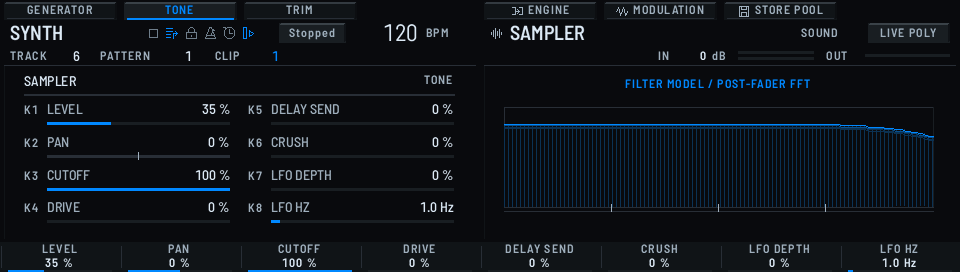 GENERATOR TONE TRIM ENGINE MODULATION STORE POOL
SYNTH Stopped 120 BPM SAMPLER SOUND LIVE POLY
TRACK 6 PATTERN 1 CLIP 1 IN 0 dB OUT
SAMPLER TONE
FILTER MODEL / POST-FADER FFT
K1 LEVEL 35 % K5 DELAY SEND 0 %
K2 PAN 0 % K6 CRUSH 0 %
K3 CUTOFF 100 % K7 LFO DEPTH 0 %
K4 DRIVE 0 % K8 LFO HZ 1.0 Hz
LEVEL PAN CUTOFF DRIVE DELAY SEND CRUSH LFO DEPTH LFO HZ
35 % 0 % 100 % 0 % 0 % 0 % 0 % 1.0 Hz